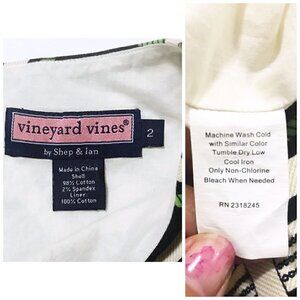 vineyard vines®
by Shep & Ian
2
Made in China
Shell
98% Cotton
2% Spandex
Liner
100% Cotton
Machine Wash Cold
with Similar Color
Tumble Dry Low
Cool Iron
Only Non-Chlorine
Bleach When Needed
RN 2318245